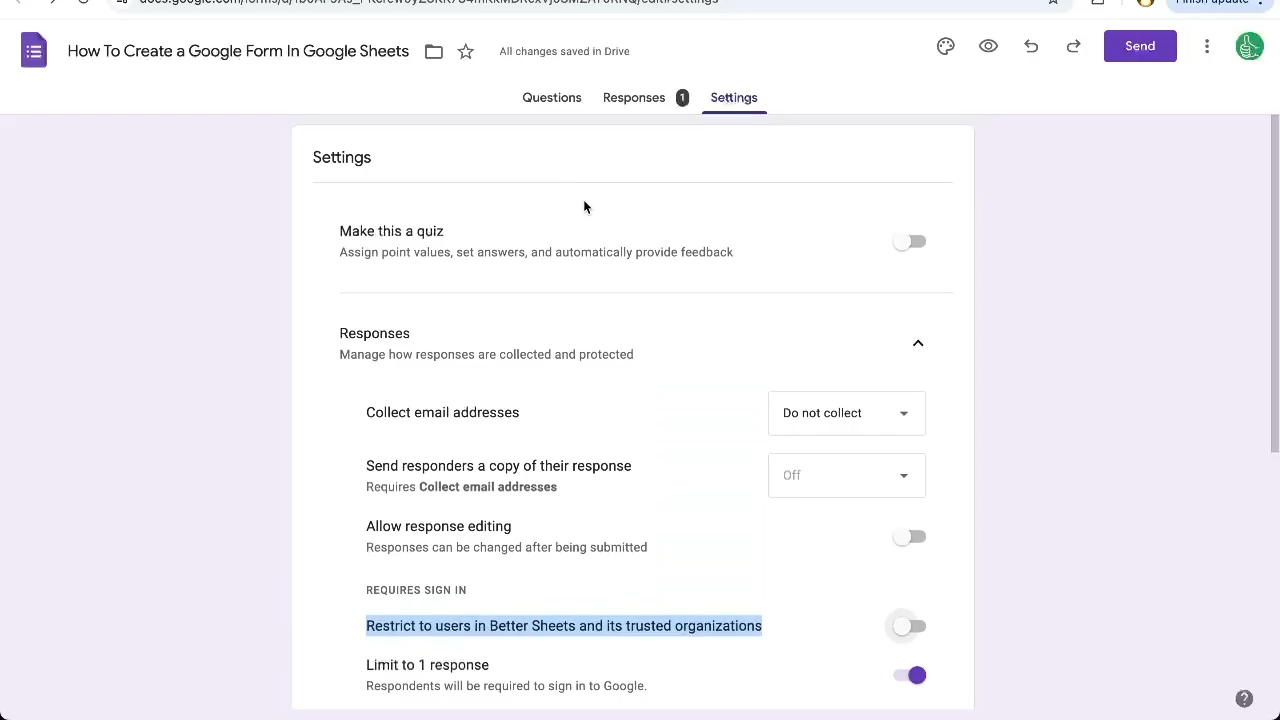 How To Create a Google Form In Google Sheets
All changes saved in Drive
Send
Questions
Responses
1
Settings
Settings
Make this a quiz
Assign point values, set answers, and automatically provide feedback
Responses
Manage how responses are collected and protected
Collect email addresses
Do not collect
Send responders a copy of their response
Requires Collect email addresses
Off
Allow response editing
Responses can be changed after being submitted
REQUIRES SIGN IN
Restrict to users in Better Sheets and its trusted organizations
Limit to 1 response
Respondents will be required to sign in to Google.